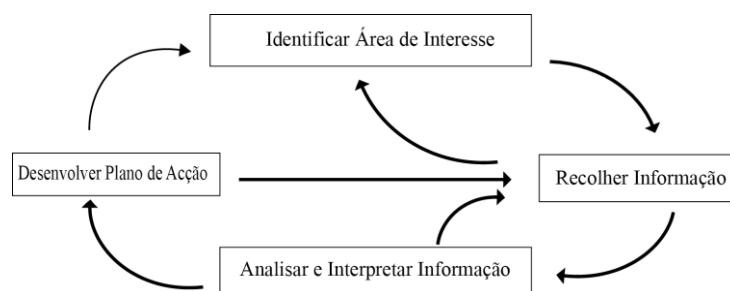 Identificar Área de Interesse
Desenvolver Plano de Acção
Recolher Informação
Analisar e Interpretar Informação